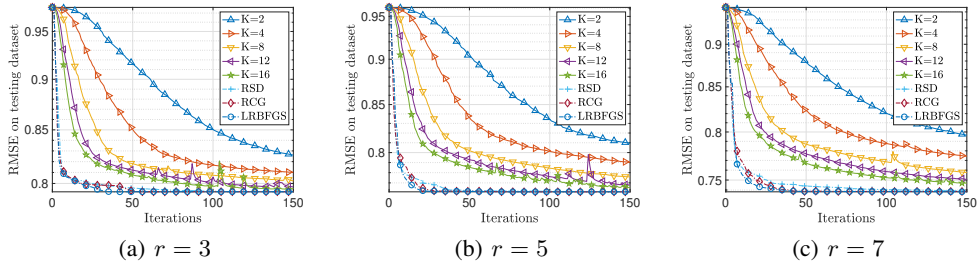 RMSE on testing dataset
0.95
0.9
0.85
0.8
K=2
K=4
K=8
K=12
K=16
RSD
RCG
LRBFGS
0 50 100 150
Iterations
(a) r = 3
RMSE on testing dataset
0.95
0.9
0.85
0.8
K=2
K=4
K=8
K=12
K=16
RSD
RCG
LRBFGS
0 50 100 150
Iterations
(b) r = 5
RMSE on testing dataset
0.9
0.85
0.8
0.75
K=2
K=4
K=8
K=12
K=16
RSD
RCG
LRBFGS
0 50 100 150
Iterations
(c) r = 7